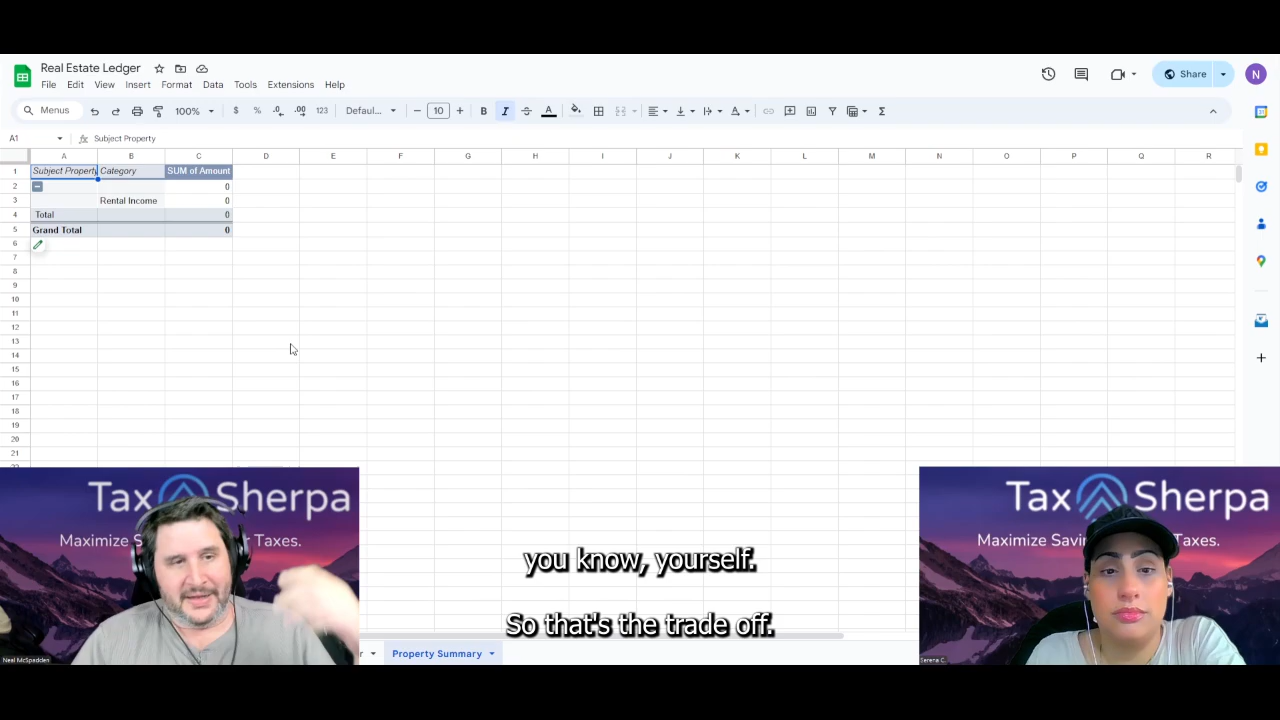 Real Estate Ledger
File Edit View Insert Format Data Tools Extensions Help
Share
N
Menus
100%
$ % .0 .00 123
Defaul...
10
B I A Σ
A1
fx Subject Property
A B C D E F G H I J K L M N O P Q R
1 Subject Property Category SUM of Amount
2 0
3 Rental Income 0
4 Total 0
5 Grand Total 0
6
7
8
9
10
11
12
13
14
15
16
17
18
19
20
21
Tax Sherpa
Maximize Taxes.
Neal McSpadden
you know, yourself.
So that's the trade off.
Property Summary
Tax Sherpa
Maximize Taxes.
Serena C.